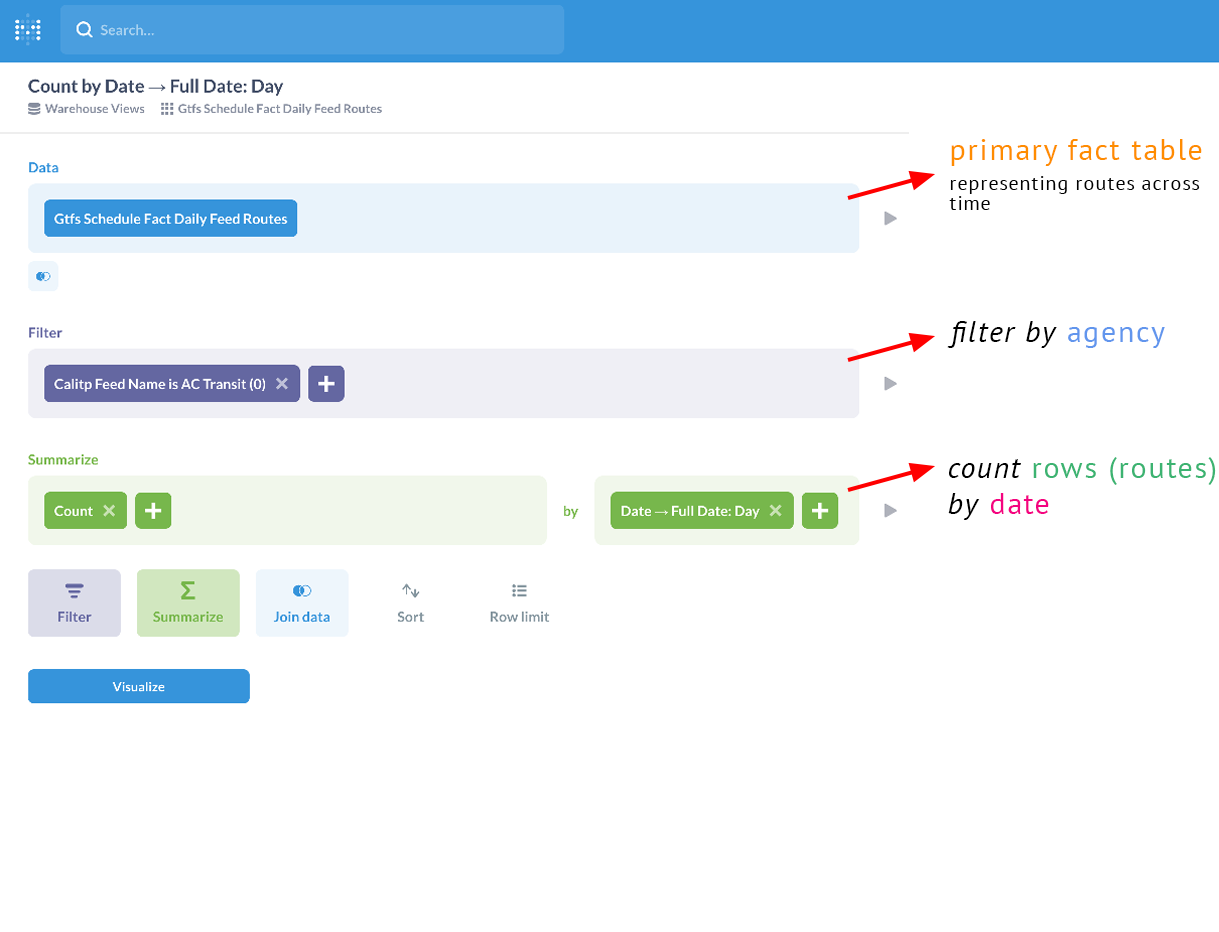 Search...
Count by Date → Full Date: Day
Warehouse Views Gtfs Schedule Fact Daily Feed Routes
primary fact table
representing routes across
time
Data
Gtfs Schedule Fact Daily Feed Routes
Filter
filter by agency
Calitp Feed Name is AC Transit (0)
Summarize
count rows (routes)
by date
Count
by
Date → Full Date: Day
Filter
Summarize
Join data
Sort
Row limit
Visualize